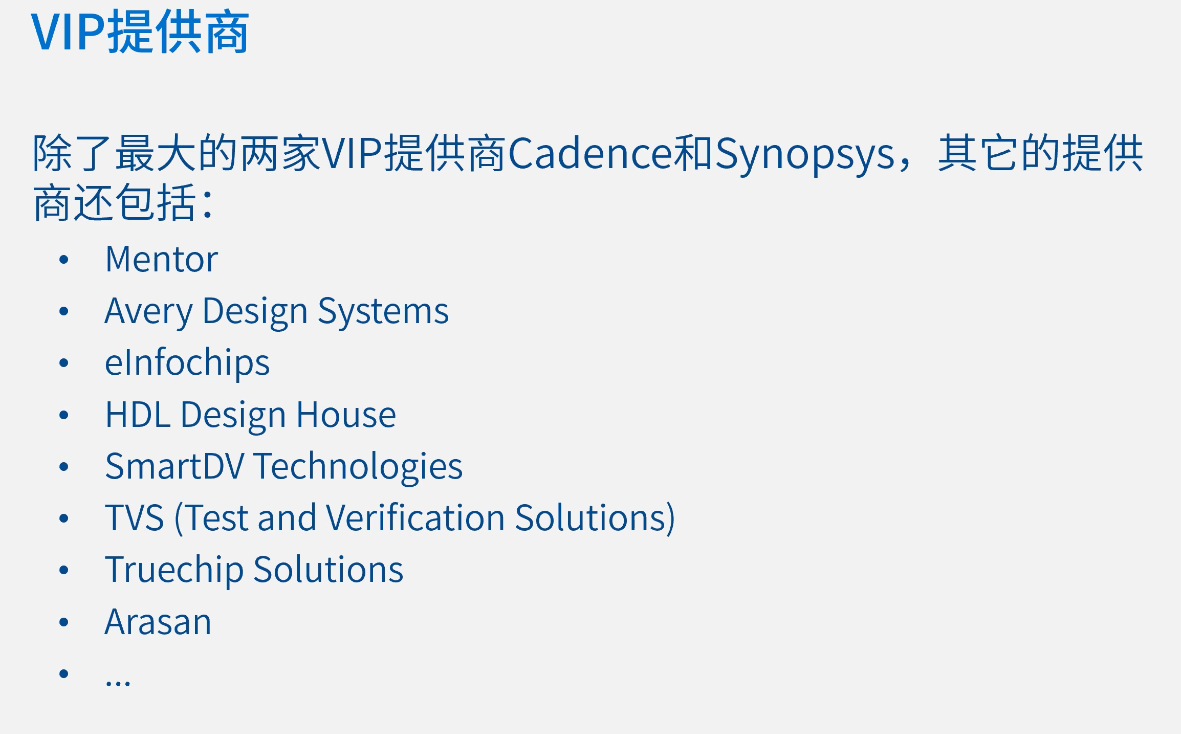 VIP提供商
除了最大的两家VIP提供商Cadence和Synopsys，其它的提供
商还包括：
• Mentor
• Avery Design Systems
• eInfochips
• HDL Design House
• SmartDV Technologies
• TVS (Test and Verification Solutions)
• Truechip Solutions
• Arasan
• ...